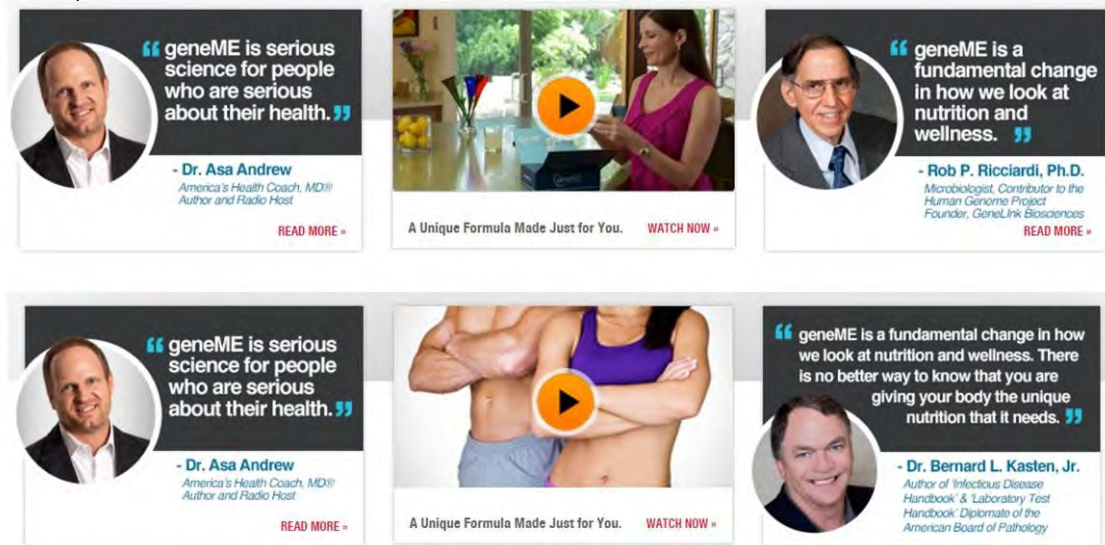 “ geneME is serious
science for people
who are serious
about their health. ”
- Dr. Asa Andrew
America's Health Coach, MD®
Author and Radio Host
READ MORE »
A Unique Formula Made Just for You. WATCH NOW »
“ geneME is a
fundamental change
in how we look at
nutrition and
wellness. ”
- Rob P. Ricciardi, Ph.D.
Microbiologist, Contributor to the
Human Genome Project
Founder, GeneLink Biosciences
READ MORE »
“ geneME is serious
science for people
who are serious
about their health. ”
- Dr. Asa Andrew
America's Health Coach, MD®
Author and Radio Host
READ MORE »
A Unique Formula Made Just for You. WATCH NOW »
“ geneME is a fundamental change in how
we look at nutrition and wellness. There
is no better way to know that you are
giving your body the unique
nutrition that it needs. ”
- Dr. Bernard L. Kasten, Jr.
Author of 'Infectious Disease
Handbook' & 'Laboratory Test
Handbook' Diplomate of the
American Board of Pathology